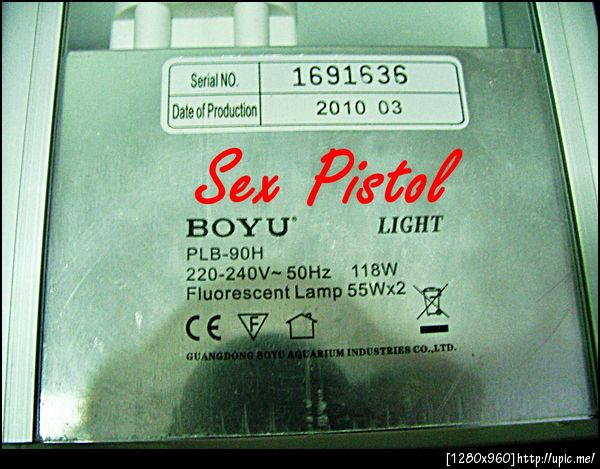 Serial NO. 1691636
Date of Production 2010 03
Sex Pistol
BOYU® LIGHT
PLB-90H
220-240V~ 50Hz 118W
Fluorescent Lamp 55Wx2
CE F
GUANGDONG BOYU AQUARIUM INDUSTRIES CO.,LTD.
[1280x960]http://upic.me/